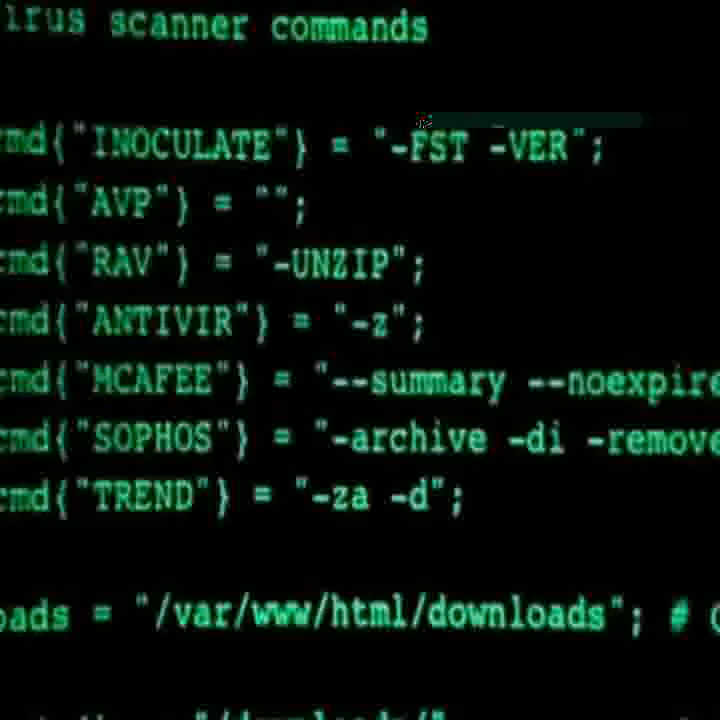 irus scanner commands
cmd{"INOCULATE"} = "-FST -VER";
cmd{"AVP"} = "";
cmd{"RAV"} = "-UNZIP";
cmd{"ANTIVIR"} = "-z";
cmd{"MCAFEE"} = "--summary --noexpire
cmd{"SOPHOS"} = "-archive -di -remove
cmd{"TREND"} = "-za -d";
oads = "/var/www/html/downloads"; #
"/downloads/"